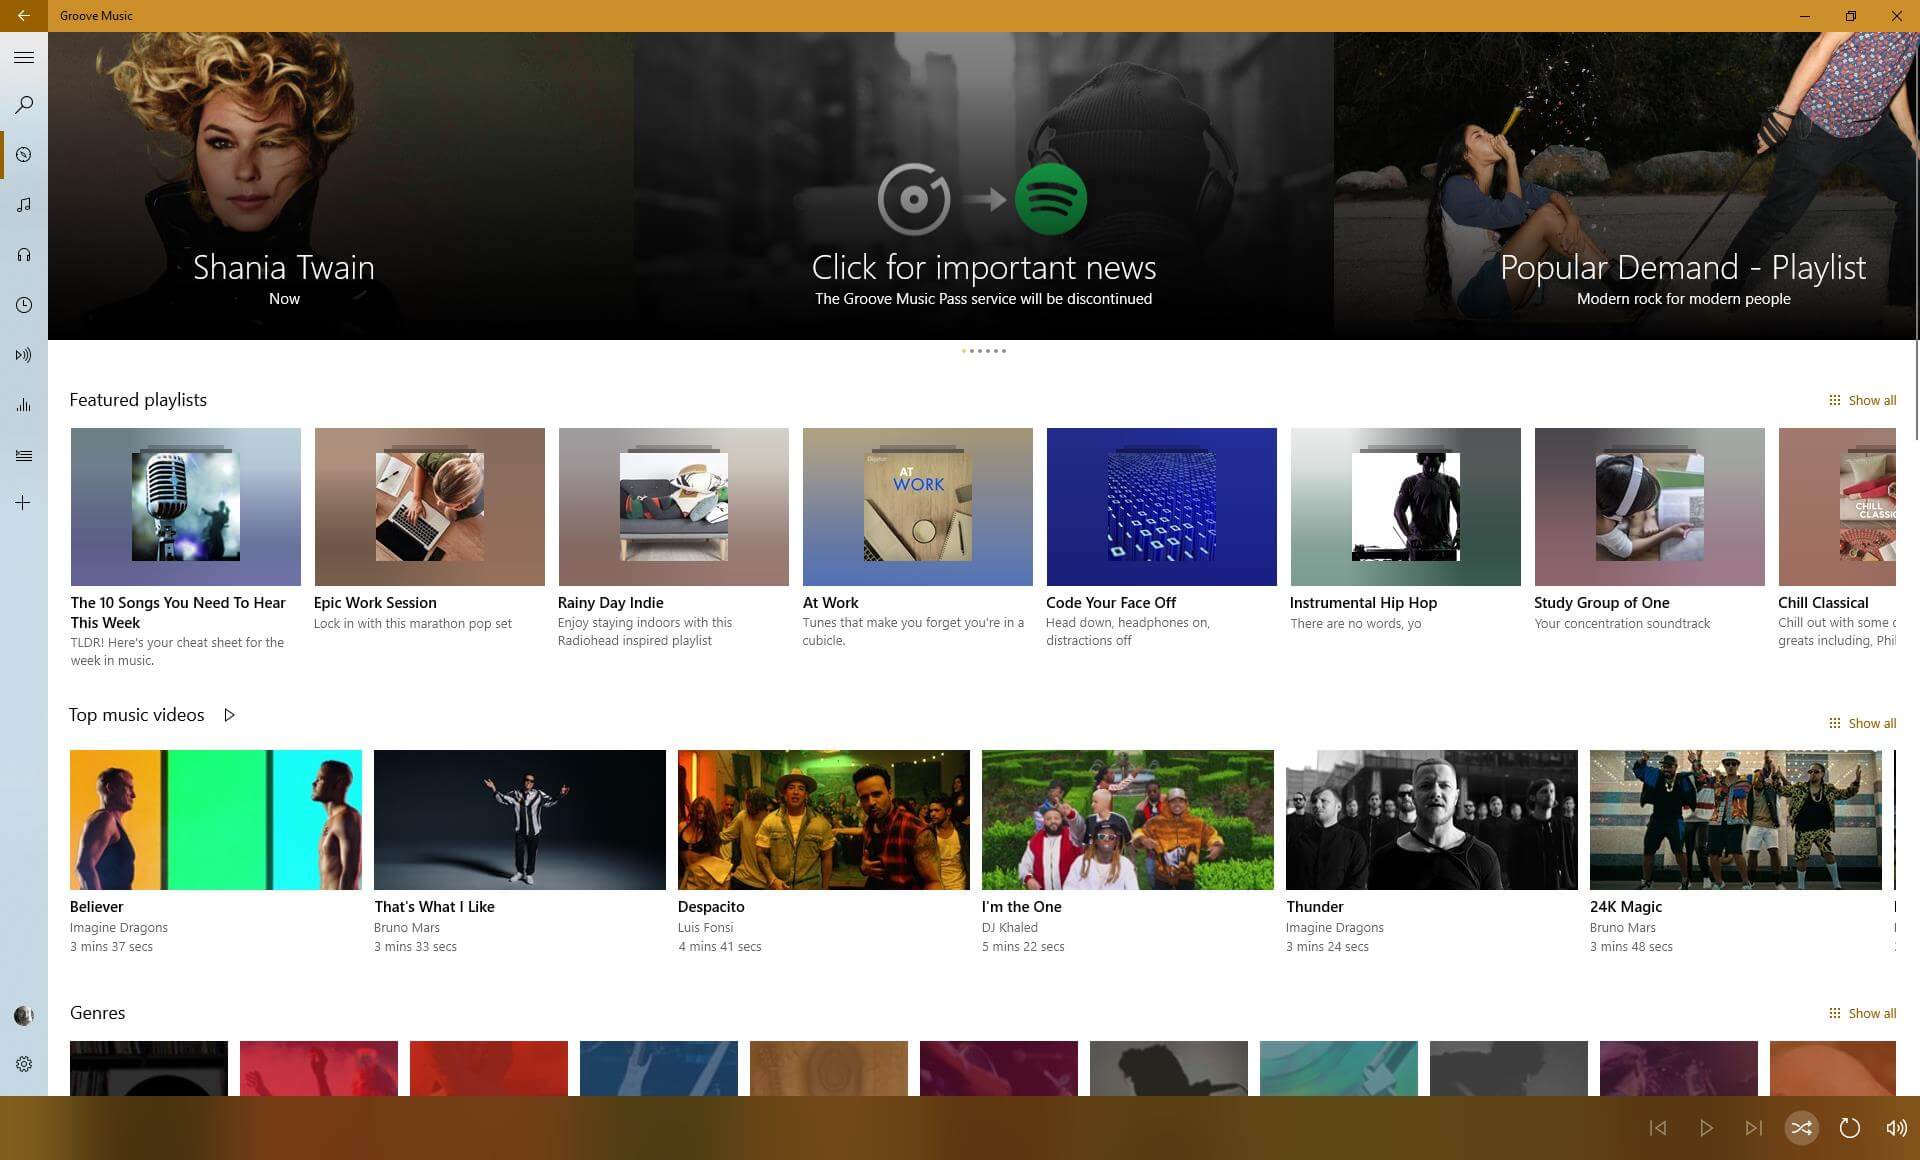 Groove Music
Shania Twain
Now
Click for important news
The Groove Music Pass service will be discontinued
Popular Demand - Playlist
Modern rock for modern people
Featured playlists
Show all
AT
WORK
CHILL
CLASSIC
The 10 Songs You Need To Hear
This Week
TLDR! Here's your cheat sheet for the
week in music.
Epic Work Session
Lock in with this marathon pop set
Rainy Day Indie
Enjoy staying indoors with this
Radiohead inspired playlist
At Work
Tunes that make you forget you're in a
cubicle.
Code Your Face Off
Head down, headphones on,
distractions off
Instrumental Hip Hop
There are no words, yo
Study Group of One
Your concentration soundtrack
Chill Classical
Chill out with some
greats including, Phil
Top music videos
Show all
Believer
Imagine Dragons
3 mins 37 secs
That's What I Like
Bruno Mars
3 mins 33 secs
Despacito
Luis Fonsi
4 mins 41 secs
I'm the One
DJ Khaled
5 mins 22 secs
Thunder
Imagine Dragons
3 mins 24 secs
24K Magic
Bruno Mars
3 mins 48 secs
Genres
Show all